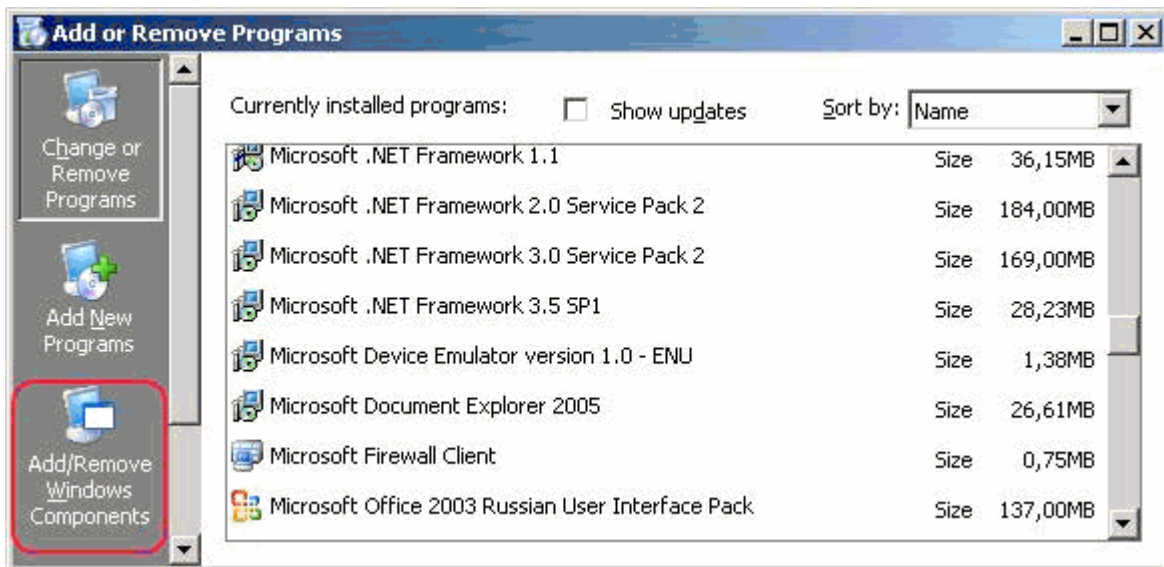 Add or Remove Programs
Change or
Remove
Programs
Add New
Programs
Add/Remove
Windows
Components
Currently installed programs:
Show updates
Sort by: Name
Microsoft .NET Framework 1.1 Size 36,15MB
Microsoft .NET Framework 2.0 Service Pack 2 Size 184,00MB
Microsoft .NET Framework 3.0 Service Pack 2 Size 169,00MB
Microsoft .NET Framework 3.5 SP1 Size 28,23MB
Microsoft Device Emulator version 1.0 - ENU Size 1,38MB
Microsoft Document Explorer 2005 Size 26,61MB
Microsoft Firewall Client Size 0,75MB
Microsoft Office 2003 Russian User Interface Pack Size 137,00MB